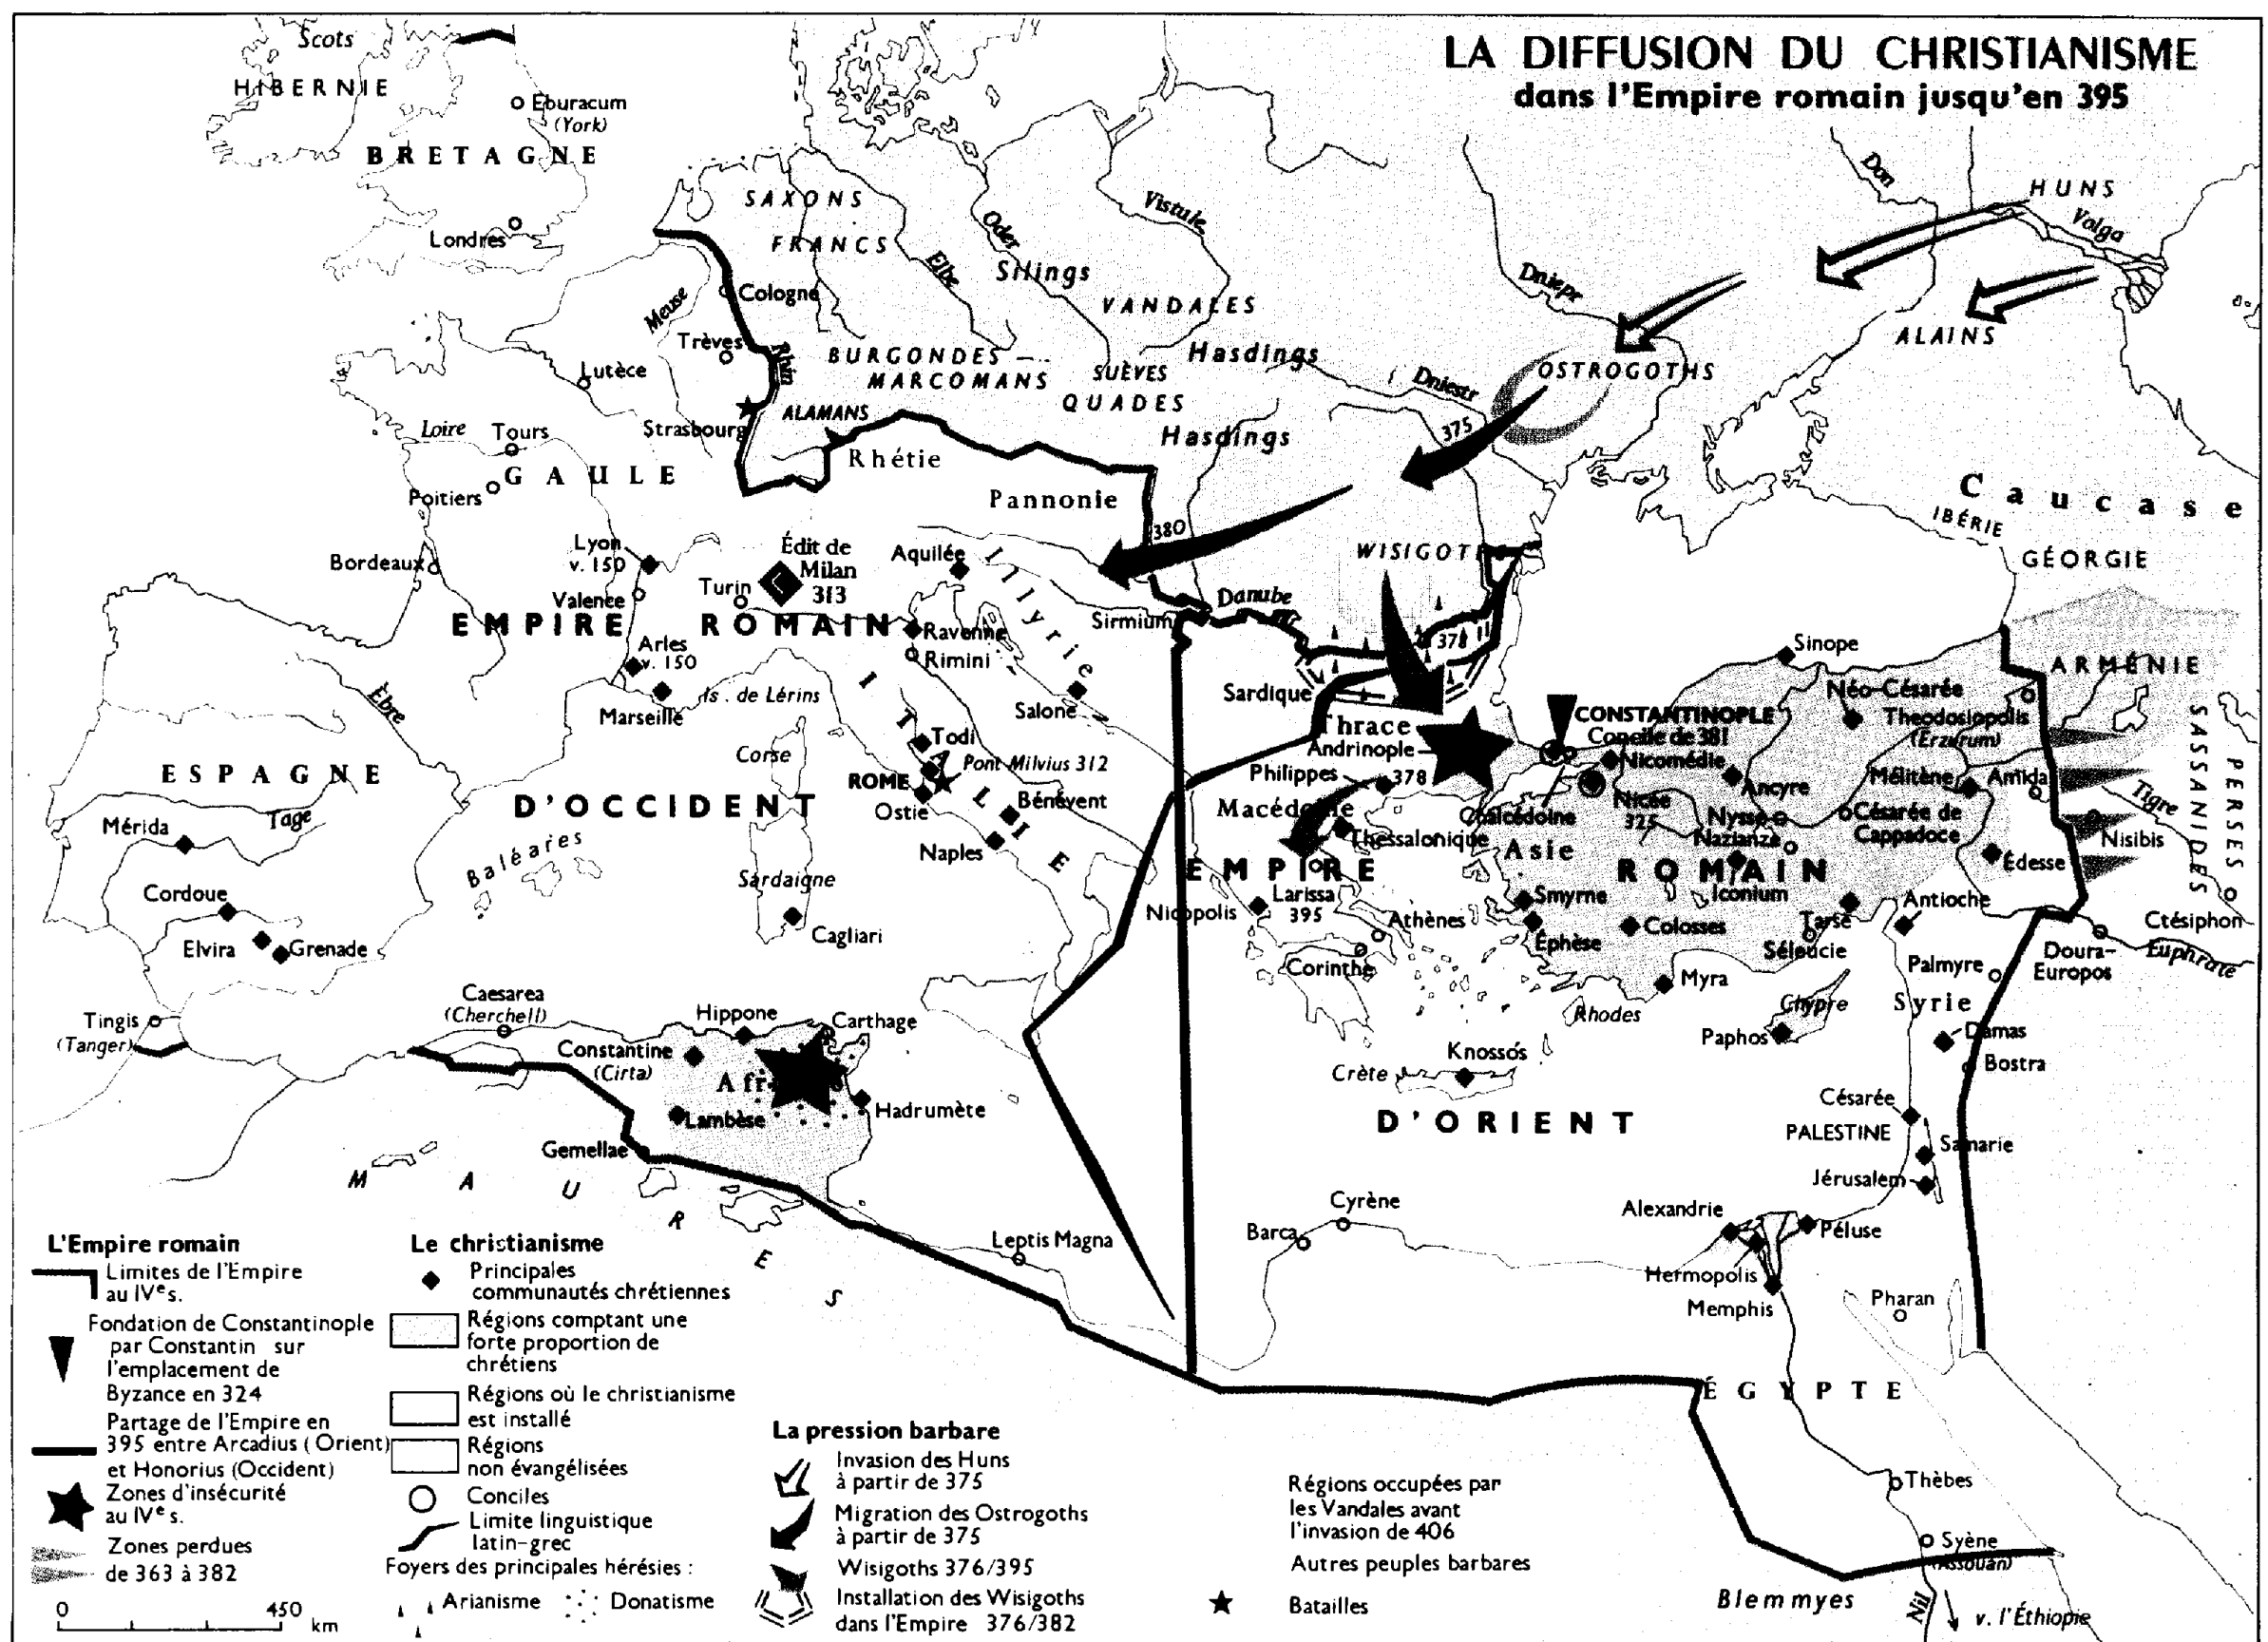 LA DIFFUSION DU CHRISTIANISME
dans l'Empire romain jusqu'en 395
Scots
HIBERNIE
Eburacum
(York)
BRETAGNE
Londres
SAXONS
FRANCS
Elbe
Oder
Silings
Vistule
VANDALES
Hasdings
Dniepr
Don
HUNS
Volga
ALAINS
OSTROGOTHS
Dniestr
375
Meuse
Cologne
Trèves
Rhin
Lutèce
BURGONDES
MARCOMANS
SUÈVES
QUADES
Hasdings
ALAMANS
Strasbourg
Loire
Tours
GAULE
Poitiers
Rhétie
Pannonie
380
Caucase
IBÉRIE
GÉORGIE
Bordeaux
Lyon
v. 150
Édit de
Milan
313
Turin
Valence
Aquilée
Illyrie
WISIGOT
Danube
Sirmium
EMPIRE ROMAIN
Ravenne
Rimini
376
Arles
v. 150
Marseille
Is. de Lérins
ITALIE
Salone
Sardique
Thrace
Andrinople
378
Sinope
Néo-Césarée
ARMÉNIE
Theodosiopolis
(Erzurum)
CONSTANTINOPLE
Concile de 381
Nicomédie
Ancyre
Mélitène
Amida
Tigre
SASSANIDES
PERSES
Èbre
ESPAGNE
Corse
Todi
Pont Milvius 312
ROME
Ostie
Bénévent
Naples
D'OCCIDENT
Philippes
Macédoine
Thessalonique
Chalcédoine
Nicée
325
Nysse
Nazianze
Césarée de
Cappadoce
Nisibis
Édesse
Mérida
Tage
Baléares
Sardaigne
Cagliari
Cordoue
Elvira
Grenade
EMPIRE
Asie
ROMAIN
Iconium
Nicopolis
Larissa
395
Athènes
Corinthe
Smyrne
Éphèse
Colosses
Tarse
Séleucie
Antioche
Ctésiphon
Euphrate
Doura-
Europos
Palmyre
Syrie
Myra
Rhodes
Chypre
Paphos
Damas
Bostra
Tingis
(Tanger)
Caesarea
(Cherchell)
Hippone
Carthage
Constantine
(Cirta)
Lambèse
Hadrumète
Gemellae
MAURES
Knossós
Crète
D'ORIENT
Césarée
PALESTINE
Samarie
Jérusalem
Leptis Magna
Barca
Cyrène
Alexandrie
Péluse
Hermopolis
Memphis
Pharan
ÉGYPTE
Thèbes
Syène
(Assouan)
Blemmyes
Nil
v. l'Éthiopie
L'Empire romain
Limites de l'Empire
au IVe s.
Fondation de Constantinople
par Constantin sur
l'emplacement de
Byzance en 324
Partage de l'Empire en
395 entre Arcadius (Orient)
et Honorius (Occident)
Zones d'insécurité
au IVe s.
Zones perdues
de 363 à 382
0 450
km
Le christianisme
Principales
communautés chrétiennes
Régions comptant une
forte proportion de
chrétiens
Régions où le christianisme
est installé
Régions
non évangélisées
Conciles
Limite linguistique
latin-grec
Foyers des principales hérésies :
Arianisme
Donatisme
La pression barbare
Invasion des Huns
à partir de 375
Migration des Ostrogoths
à partir de 375
Wisigoths 376/395
Installation des Wisigoths
dans l'Empire 376/382
Régions occupées par
les Vandales avant
l'invasion de 406
Autres peuples barbares
Batailles